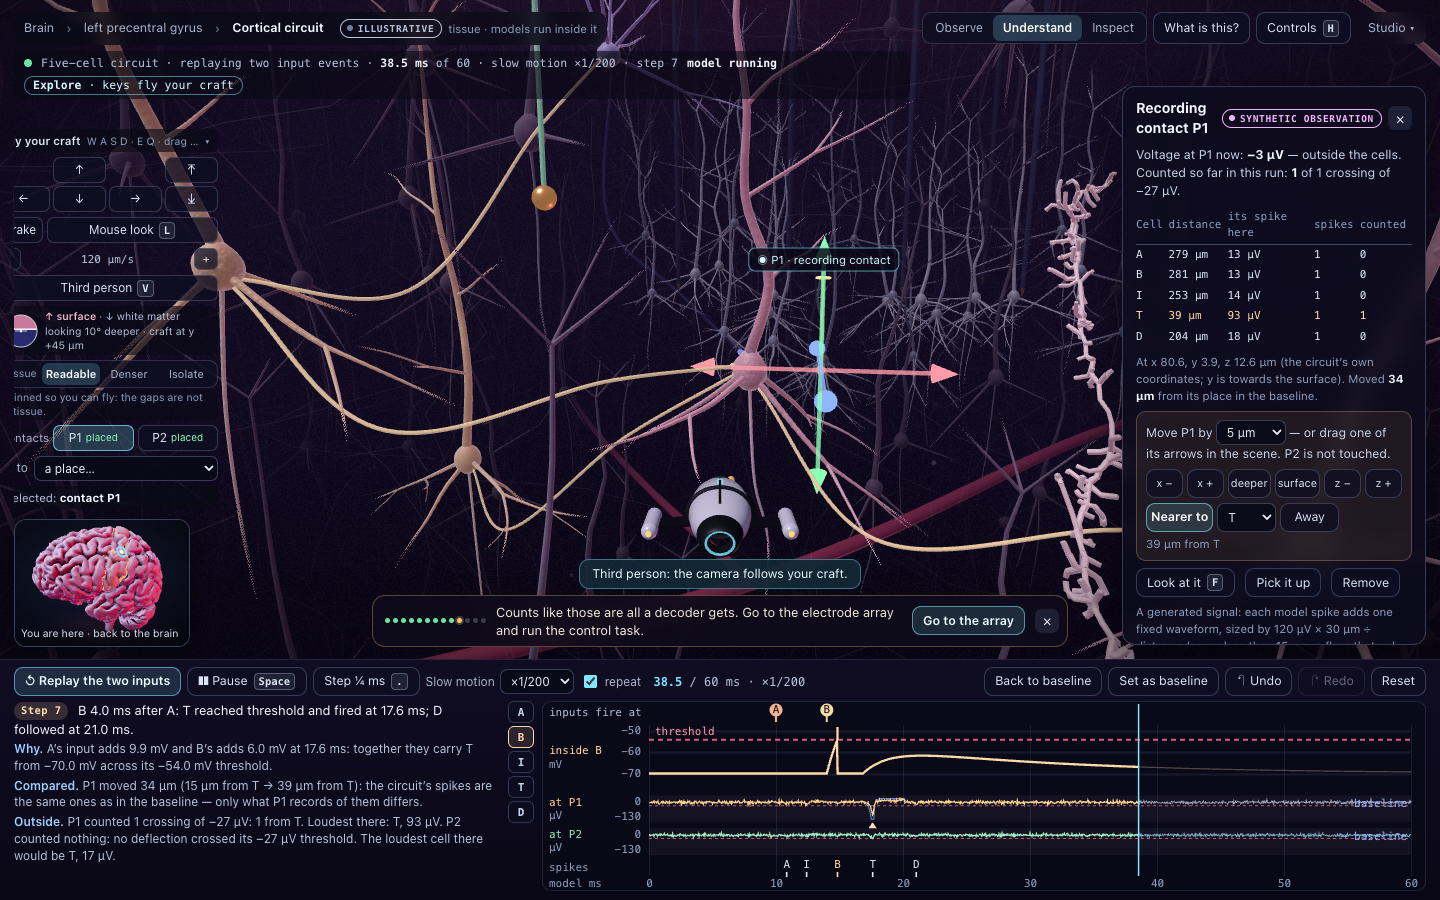 Brain › left precentral gyrus › Cortical circuit ILLUSTRATIVE tissue · models run inside it
Observe Understand Inspect What is this? Controls H Studio
Five-cell circuit · replaying two input events · 38.5 ms of 60 · slow motion ×1/200 · step 7 model running
Explore · keys fly your craft
y your craft W A S D · E Q · drag ...
↑ ⤒
← ↓ → ⤓
rake Mouse look L
120 µm/s +
Third person V
↑ surface · ↓ white matter
looking 10° deeper · craft at y
+45 µm
ssue Readable Denser Isolate
inned so you can fly: the gaps are not
tissue.
ontacts P1 placed P2 placed
to a place…
elected: contact P1
You are here · back to the brain
P1 · recording contact
Third person: the camera follows your craft.
Counts like those are all a decoder gets. Go to the electrode array
and run the control task.
Go to the array ×
Recording
contact P1
SYNTHETIC OBSERVATION ×
Voltage at P1 now: −3 µV — outside the cells.
Counted so far in this run: 1 of 1 crossing of
−27 µV.
Cell distance its spike here spikes counted
A 279 µm 13 µV 1 0
B 281 µm 13 µV 1 0
I 253 µm 14 µV 1 0
T 39 µm 93 µV 1 1
D 204 µm 18 µV 1 0
At x 80.6, y 3.9, z 12.6 µm (the circuit's own
coordinates; y is towards the surface). Moved 34
µm from its place in the baseline.
Move P1 by 5 µm — or drag one of
its arrows in the scene. P2 is not touched.
x − x + deeper surface z − z +
Nearer to T Away
39 µm from T
Look at it F Pick it up Remove
A generated signal: each model spike adds one
fixed waveform, sized by 120 µV × 30 µm ÷
Replay the two inputs Pause Space Step ¼ ms . Slow motion ×1/200 repeat 38.5 / 60 ms · ×1/200
Back to baseline Set as baseline Undo Redo Reset
Step 7 B 4.0 ms after A: T reached threshold and fired at 17.6 ms; D
followed at 21.0 ms.
Why. A's input adds 9.9 mV and B's adds 6.0 mV at 17.6 ms: together they carry T
from −70.0 mV across its −54.0 mV threshold.
Compared. P1 moved 34 µm (15 µm from T → 39 µm from T): the circuit's spikes are
the same ones as in the baseline — only what P1 records of them differs.
Outside. P1 counted 1 crossing of −27 µV: 1 from T. Loudest there: T, 93 µV. P2
counted nothing: no deflection crossed its −27 µV threshold. The loudest cell there
would be T, 17 µV.
A
B
I
T
D
inputs fire at A B
−50
threshold
inside B −60
mV
−70
at P1 0
baseline
µV −130
at P2 0
baseline
µV −130
spikes A I B T D
model ms 0 10 20 30 40 50 60